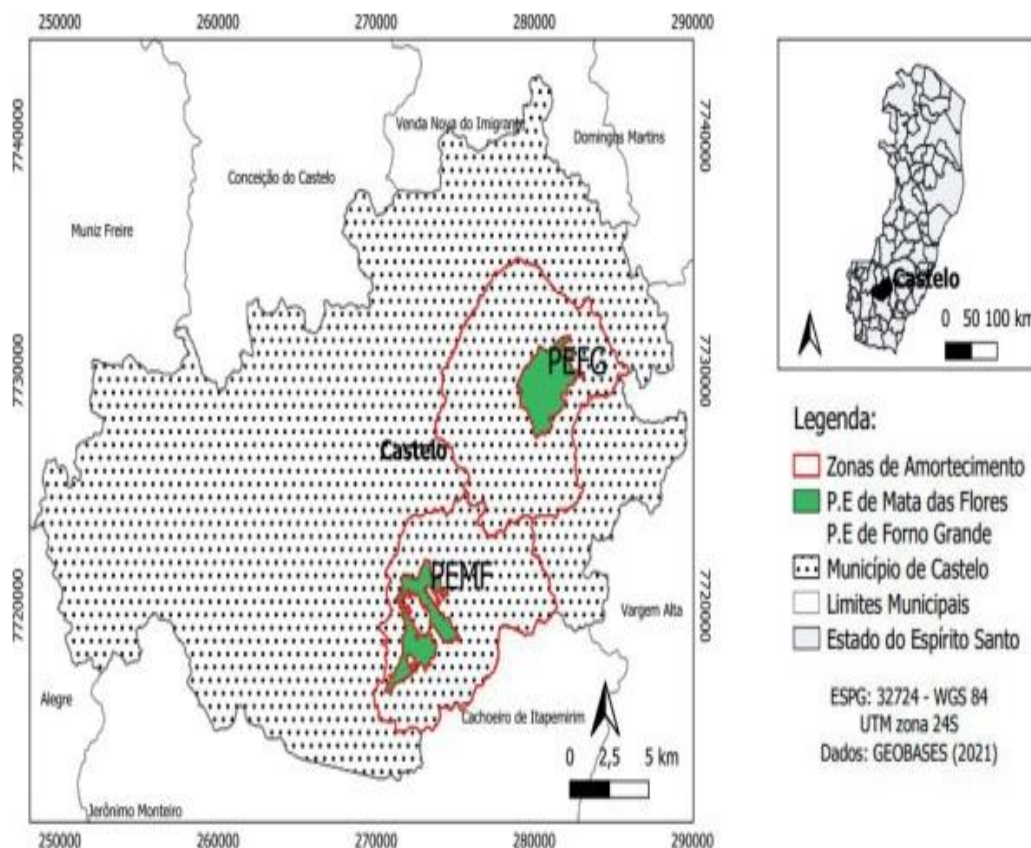 250000 260000 270000 280000 290000
7740000
7730000
7720000
7740000
7730000
7720000
Venda Nova do Imigrante
Domingos Martins
Conceição do Castelo
Muniz Freire
PEFG
Castelo
PEMF
Vargem Alta
Alegre
Cachoeiro de Itapemirim
0 2,5 5 km
Jerônimo Monteiro
250000 260000 270000 280000 290000
Castelo
0 50 100 km
Legenda:
Zonas de Amortecimento
P.E de Mata das Flores
P.E de Forno Grande
Município de Castelo
Limites Municipais
Estado do Espírito Santo
ESPG: 32724 - WGS 84
UTM zona 24S
Dados: GEOBASES (2021)